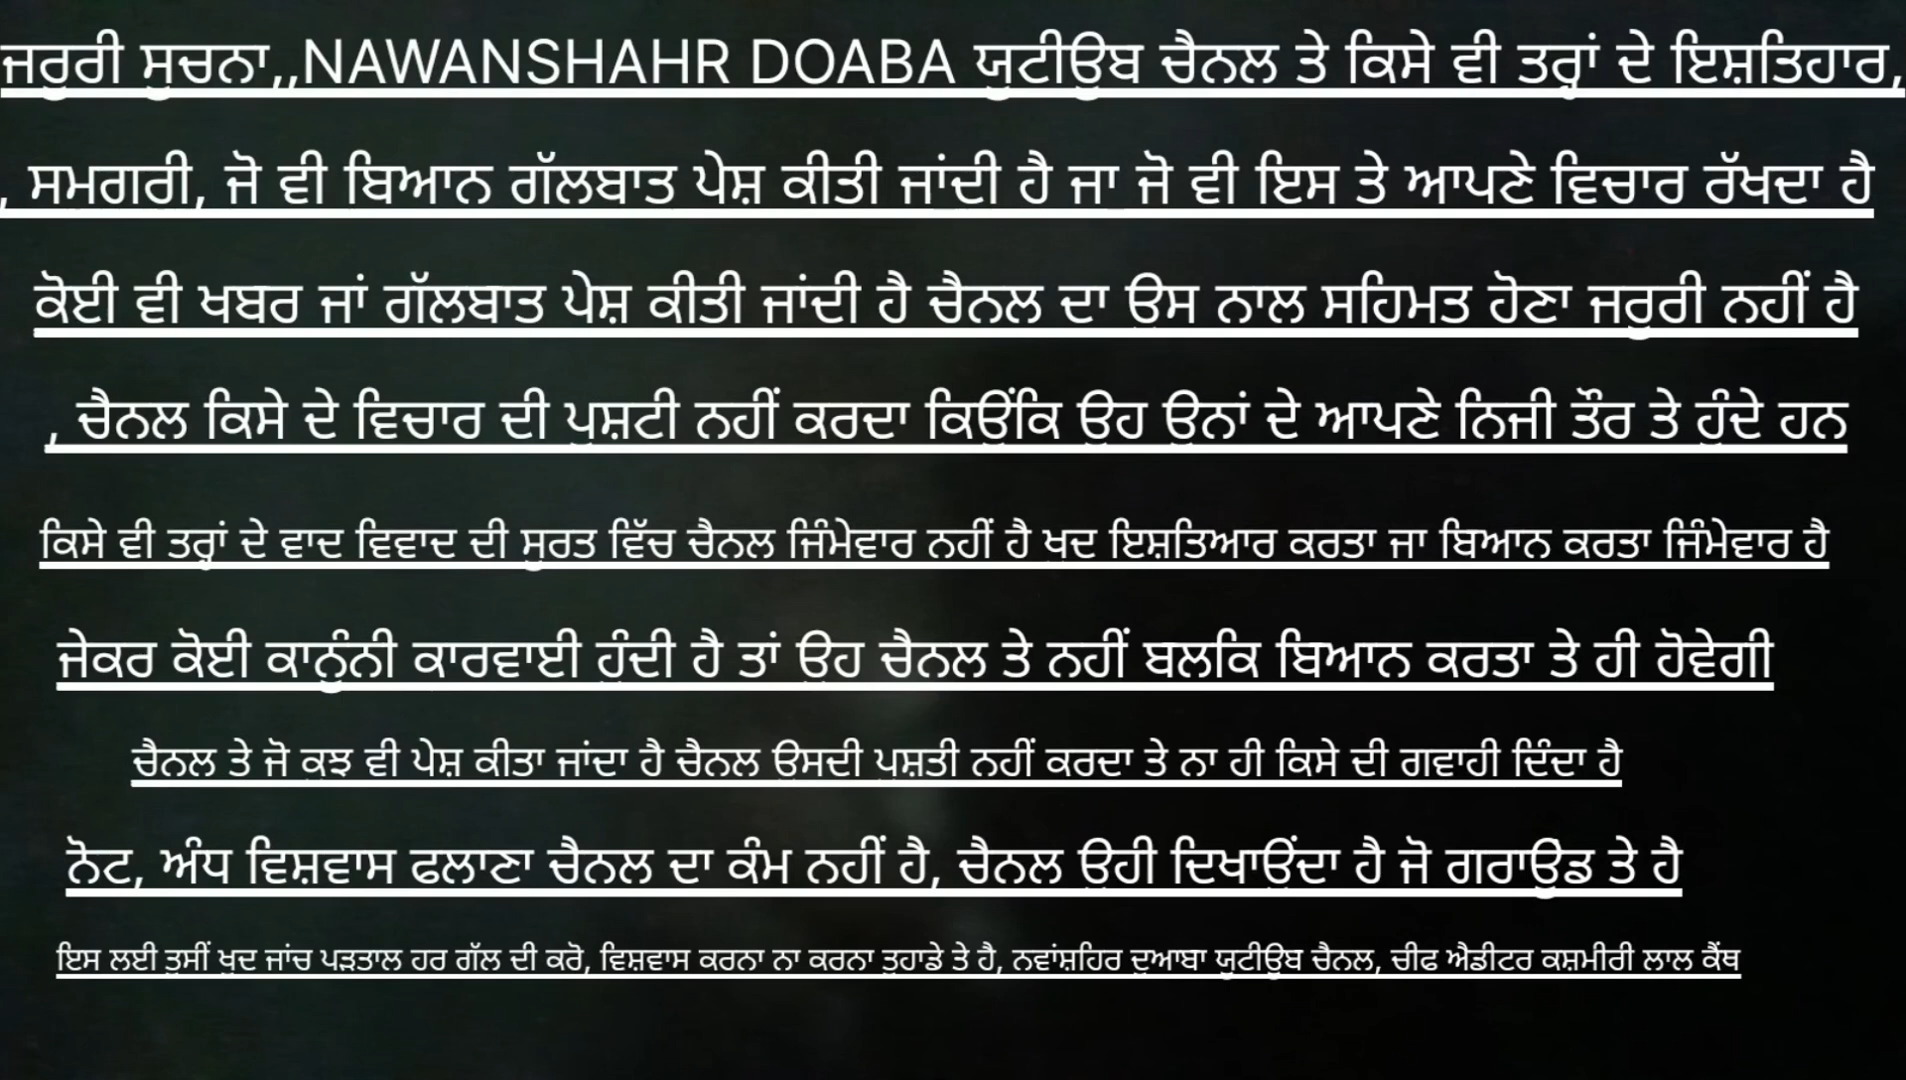 ਜਰੂਰੀ ਸੂਚਨਾ,,NAWANSHAHR DOABA ਯੁਟੀਊਬ ਚੈਨਲ ਤੇ ਕਿਸੇ ਵੀ ਤਰ੍ਹਾਂ ਦੇ ਇਸ਼ਤਿਹਾਰ,
, ਸਮਗਰੀ, ਜੋ ਵੀ ਬਿਆਨ ਗੱਲਬਾਤ ਪੇਸ਼ ਕੀਤੀ ਜਾਂਦੀ ਹੈ ਜਾ ਜੋ ਵੀ ਇਸ ਤੇ ਆਪਣੇ ਵਿਚਾਰ ਰੱਖਦਾ ਹੈ
ਕੋਈ ਵੀ ਖਬਰ ਜਾਂ ਗੱਲਬਾਤ ਪੇਸ਼ ਕੀਤੀ ਜਾਂਦੀ ਹੈ ਚੈਨਲ ਦਾ ਉਸ ਨਾਲ ਸਹਿਮਤ ਹੋਣਾ ਜਰੂਰੀ ਨਹੀਂ ਹੈ
, ਚੈਨਲ ਕਿਸੇ ਦੇ ਵਿਚਾਰ ਦੀ ਪੁਸ਼ਟੀ ਨਹੀਂ ਕਰਦਾ ਕਿਉਂਕਿ ਉਹ ਉਨਾਂ ਦੇ ਆਪਣੇ ਨਿਜੀ ਤੌਰ ਤੇ ਹੁੰਦੇ ਹਨ
ਕਿਸੇ ਵੀ ਤਰ੍ਹਾਂ ਦੇ ਵਾਦ ਵਿਵਾਦ ਦੀ ਸੂਰਤ ਵਿੱਚ ਚੈਨਲ ਜਿੰਮੇਵਾਰ ਨਹੀਂ ਹੈ ਖੁਦ ਇਸ਼ਤਿਆਰ ਕਰਤਾ ਜਾ ਬਿਆਨ ਕਰਤਾ ਜਿੰਮੇਵਾਰ ਹੈ
ਜੇਕਰ ਕੋਈ ਕਾਨੂੰਨੀ ਕਾਰਵਾਈ ਹੁੰਦੀ ਹੈ ਤਾਂ ਉਹ ਚੈਨਲ ਤੇ ਨਹੀਂ ਬਲਕਿ ਬਿਆਨ ਕਰਤਾ ਤੇ ਹੀ ਹੋਵੇਗੀ
ਚੈਨਲ ਤੇ ਜੋ ਕੁਝ ਵੀ ਪੇਸ਼ ਕੀਤਾ ਜਾਂਦਾ ਹੈ ਚੈਨਲ ਉਸਦੀ ਪੁਸ਼ਤੀ ਨਹੀਂ ਕਰਦਾ ਤੇ ਨਾ ਹੀ ਕਿਸੇ ਦੀ ਗਵਾਹੀ ਦਿੰਦਾ ਹੈ
ਨੋਟ, ਅੰਧ ਵਿਸ਼ਵਾਸ ਫਲਾਣਾ ਚੈਨਲ ਦਾ ਕੰਮ ਨਹੀਂ ਹੈ, ਚੈਨਲ ਉਹੀ ਦਿਖਾਉਂਦਾ ਹੈ ਜੋ ਗਰਾਊਡ ਤੇ ਹੈ
ਇਸ ਲਈ ਤੁਸੀਂ ਖੁਦ ਜਾਂਚ ਪੜਤਾਲ ਹਰ ਗੱਲ ਦੀ ਕਰੋ, ਵਿਸ਼ਵਾਸ ਕਰਨਾ ਨਾ ਕਰਨਾ ਤੁਹਾਡੇ ਤੇ ਹੈ, ਨਵਾਂਸ਼ਹਿਰ ਦੁਆਬਾ ਯੁਟੀਊਬ ਚੈਨਲ, ਚੀਫ ਐਡੀਟਰ ਕਸ਼ਮੀਰੀ ਲਾਲ ਕੈਂਥ